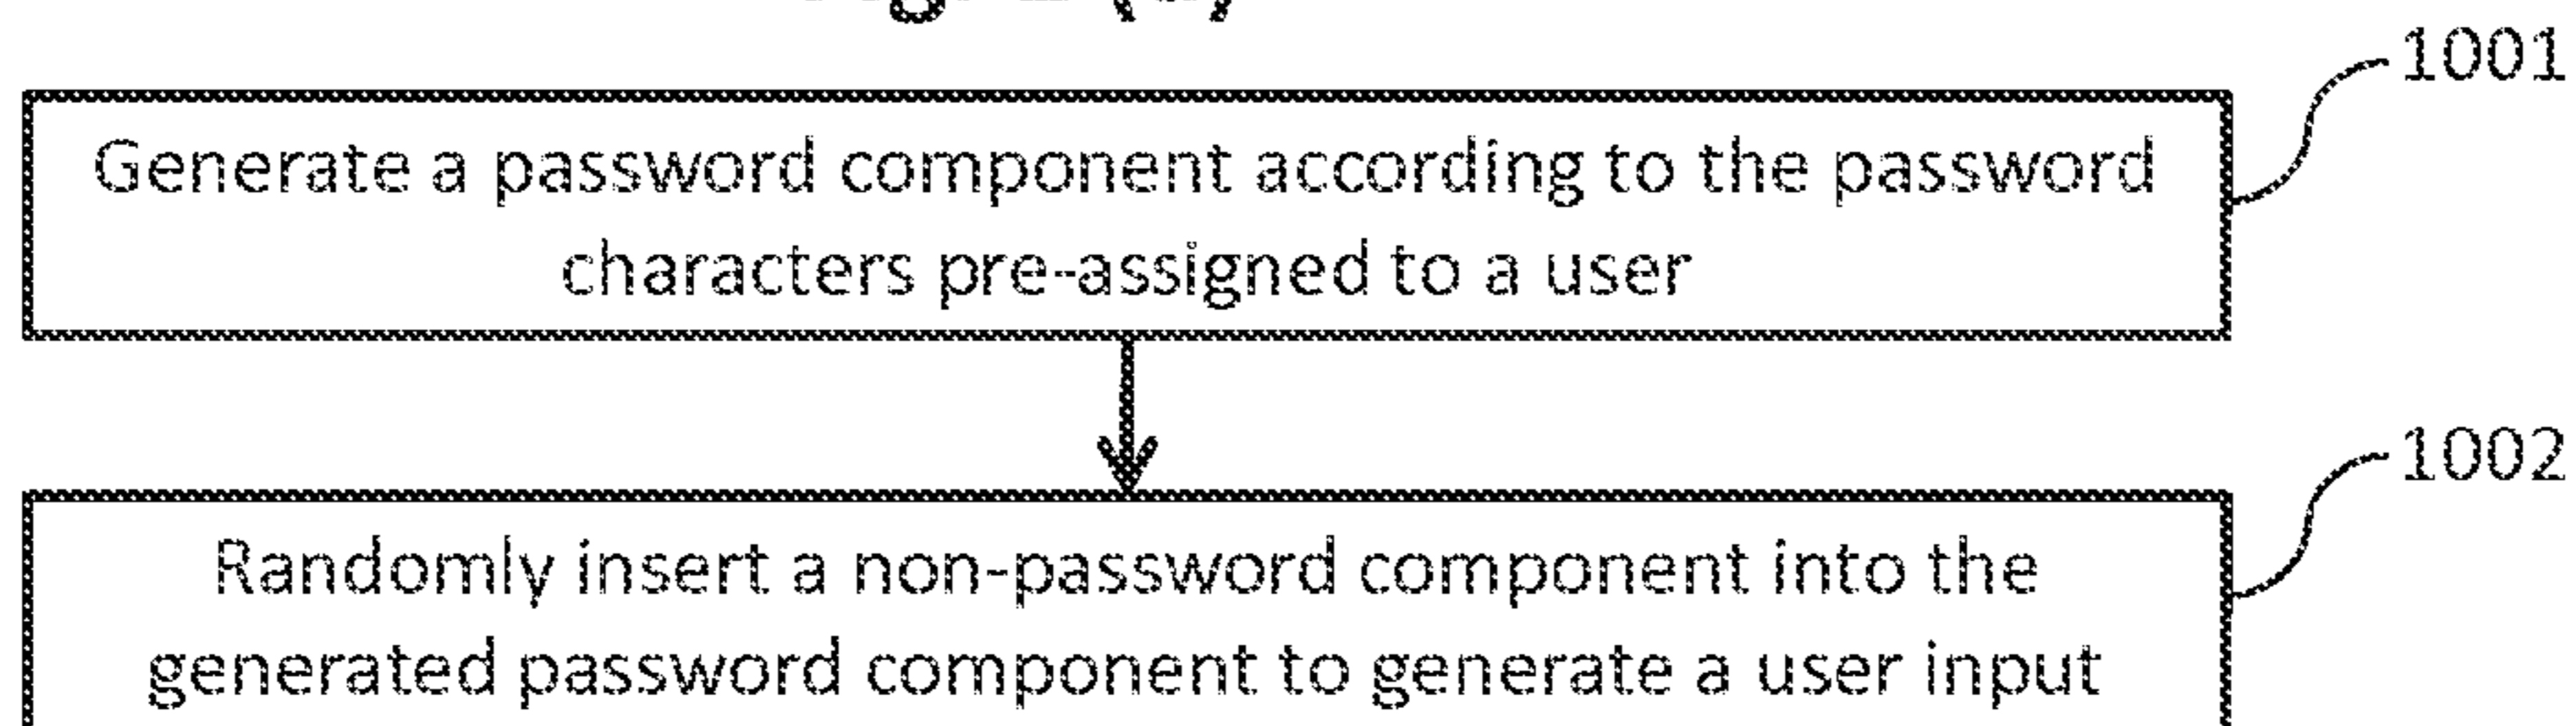 1001
Generate a password component according to the password
characters pre-assigned to a user
1002
Randomly insert a non-password component into the
generated password component to generate a user input